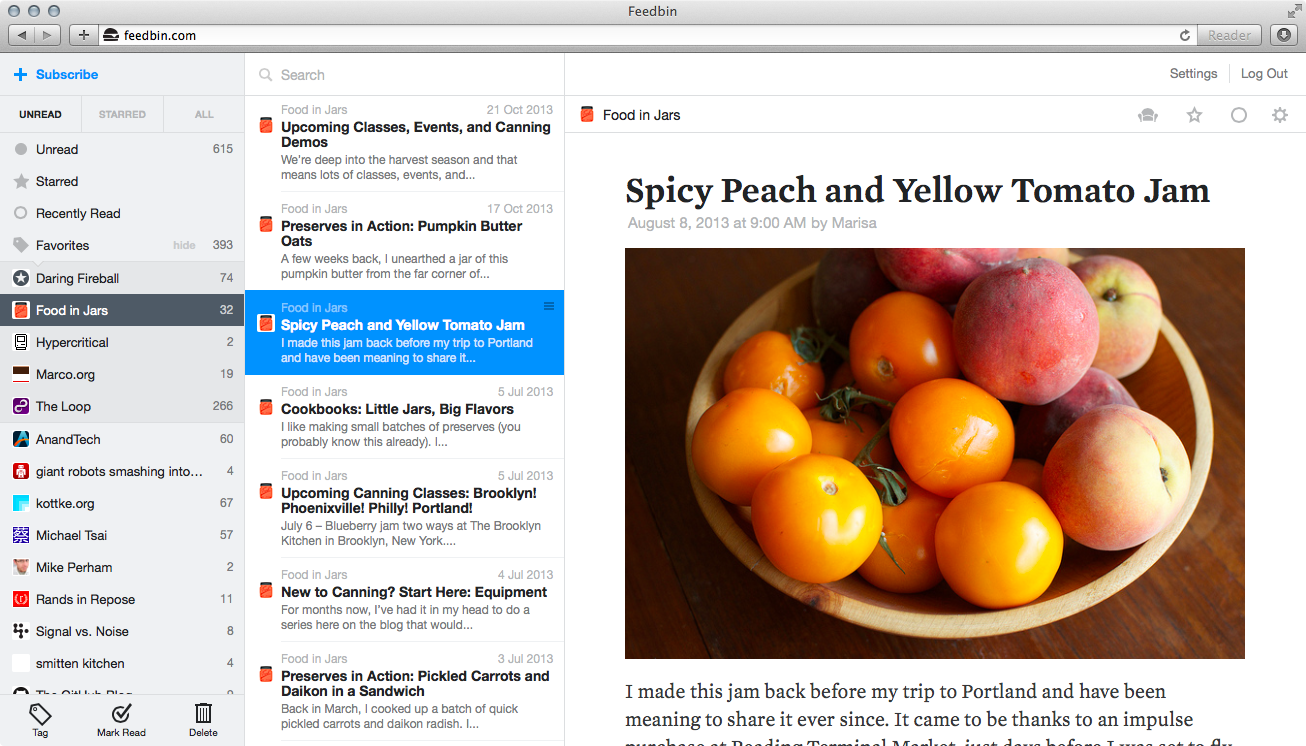 Feedbin
feedbin.com
Reader
Subscribe
UNREAD
STARRED
ALL
Unread 615
Starred
Recently Read
Favorites hide 393
Daring Fireball 74
Food in Jars 32
Hypercritical 2
Marco.org 19
The Loop 266
AnandTech 60
giant robots smashing into... 4
kottke.org 67
Michael Tsai 57
Mike Perham 2
Rands in Repose 11
Signal vs. Noise 8
smitten kitchen 4
The GitHub Blog
Tag
Mark Read
Delete
Search
Food in Jars 21 Oct 2013
Upcoming Classes, Events, and Canning
Demos
We're deep into the harvest season and that
means lots of classes, events, and...
Food in Jars 17 Oct 2013
Preserves in Action: Pumpkin Butter
Oats
A few weeks back, I unearthed a jar of this
pumpkin butter from the far corner of...
Food in Jars
Spicy Peach and Yellow Tomato Jam
I made this jam back before my trip to Portland
and have been meaning to share it...
Food in Jars 5 Jul 2013
Cookbooks: Little Jars, Big Flavors
I like making small batches of preserves (you
probably know this already). I...
Food in Jars 5 Jul 2013
Upcoming Canning Classes: Brooklyn!
Phoenixville! Philly! Portland!
July 6 – Blueberry jam two ways at The Brooklyn
Kitchen in Brooklyn, New York....
Food in Jars 4 Jul 2013
New to Canning? Start Here: Equipment
For months now, I've had it in my head to do a
series here on the blog that would...
Food in Jars 3 Jul 2013
Preserves in Action: Pickled Carrots and
Daikon in a Sandwich
Back in March, I cooked up a batch of quick
pickled carrots and daikon radish. I...
Settings
Log Out
Food in Jars
Spicy Peach and Yellow Tomato Jam
August 8, 2013 at 9:00 AM by Marisa
I made this jam back before my trip to Portland and have been
meaning to share it ever since. It came to be thanks to an impulse
purchase at Reading Terminal Market, just days before I was set to fly